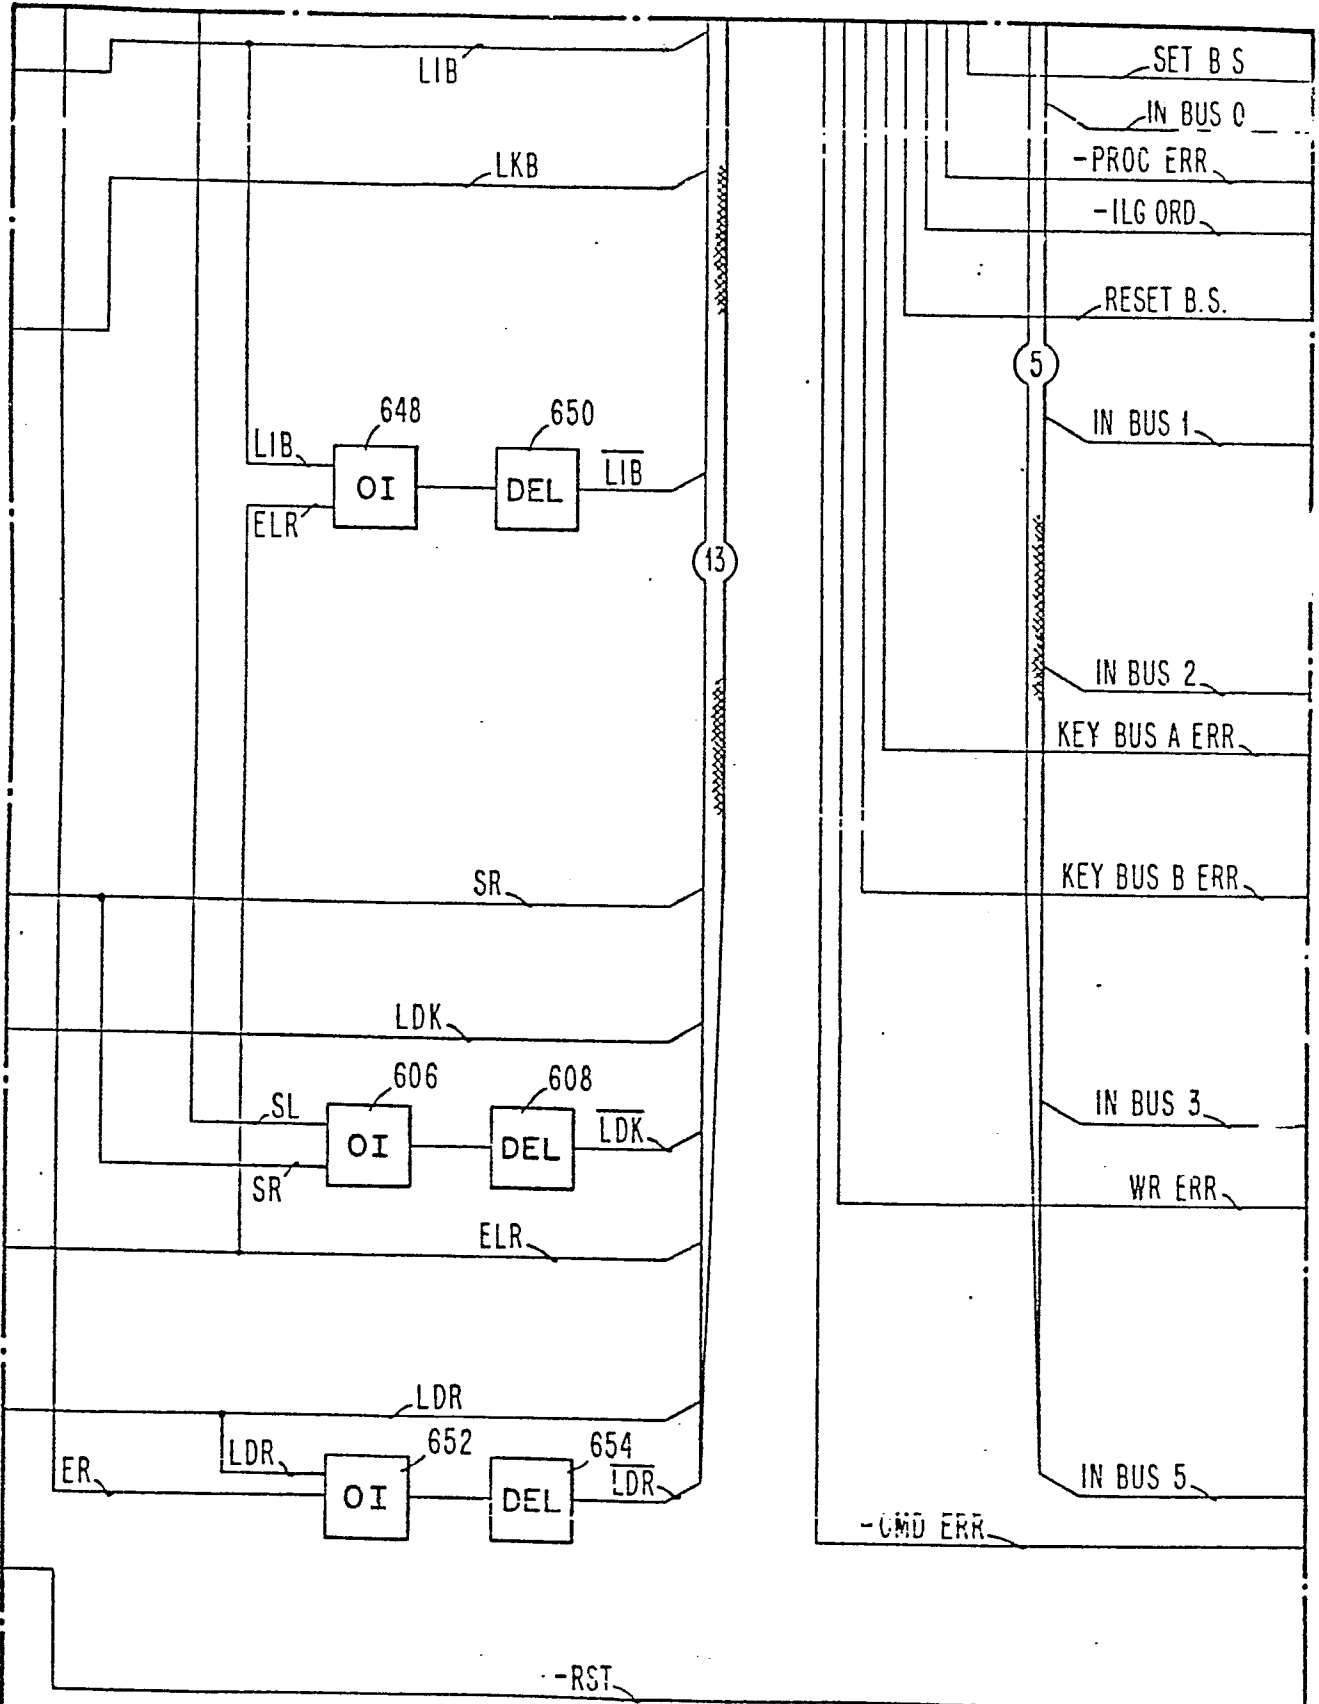 LIB
SET B S
IN BUS 0
LKB
-PROC ERR
-ILG ORD
RESET B.S.
5
648
650
LIB
OI
DEL
LIB
ELR
IN BUS 1
13
IN BUS 2
KEY BUS A ERR
SR
KEY BUS B ERR
LDK
606
608
SL
OI
DEL
LDK
SR
IN BUS 3
WR ERR
ELR
LDR
652
654
LDR
ER
OI
DEL
LDR
IN BUS 5
-CMD ERR
-RST